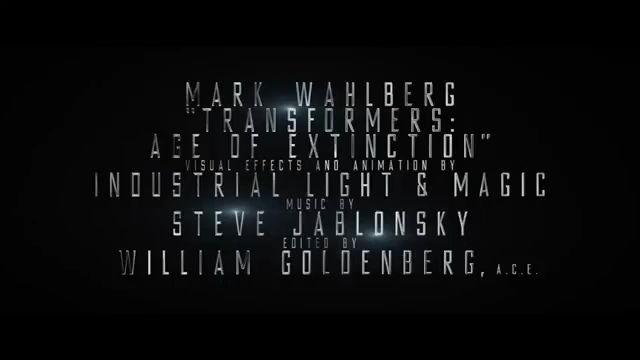 MARK WAHLBERG
"TRANSFORMERS:
AGE OF EXTINCTION"
VISUAL EFFECTS AND ANIMATION BY
INDUSTRIAL LIGHT & MAGIC
MUSIC BY
STEVE JABLONSKY
EDITED BY
WILLIAM GOLDENBERG, A.C.E.